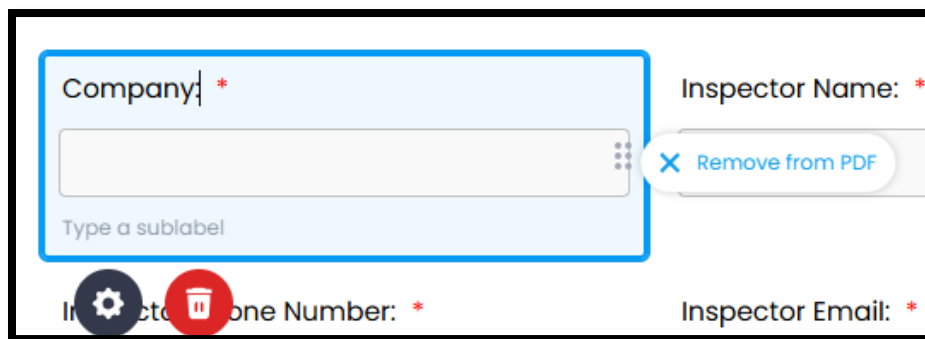 Company: *
Inspector Name: *
Remove from PDF
Type a sublabel
one Number: *
Inspector Email: *